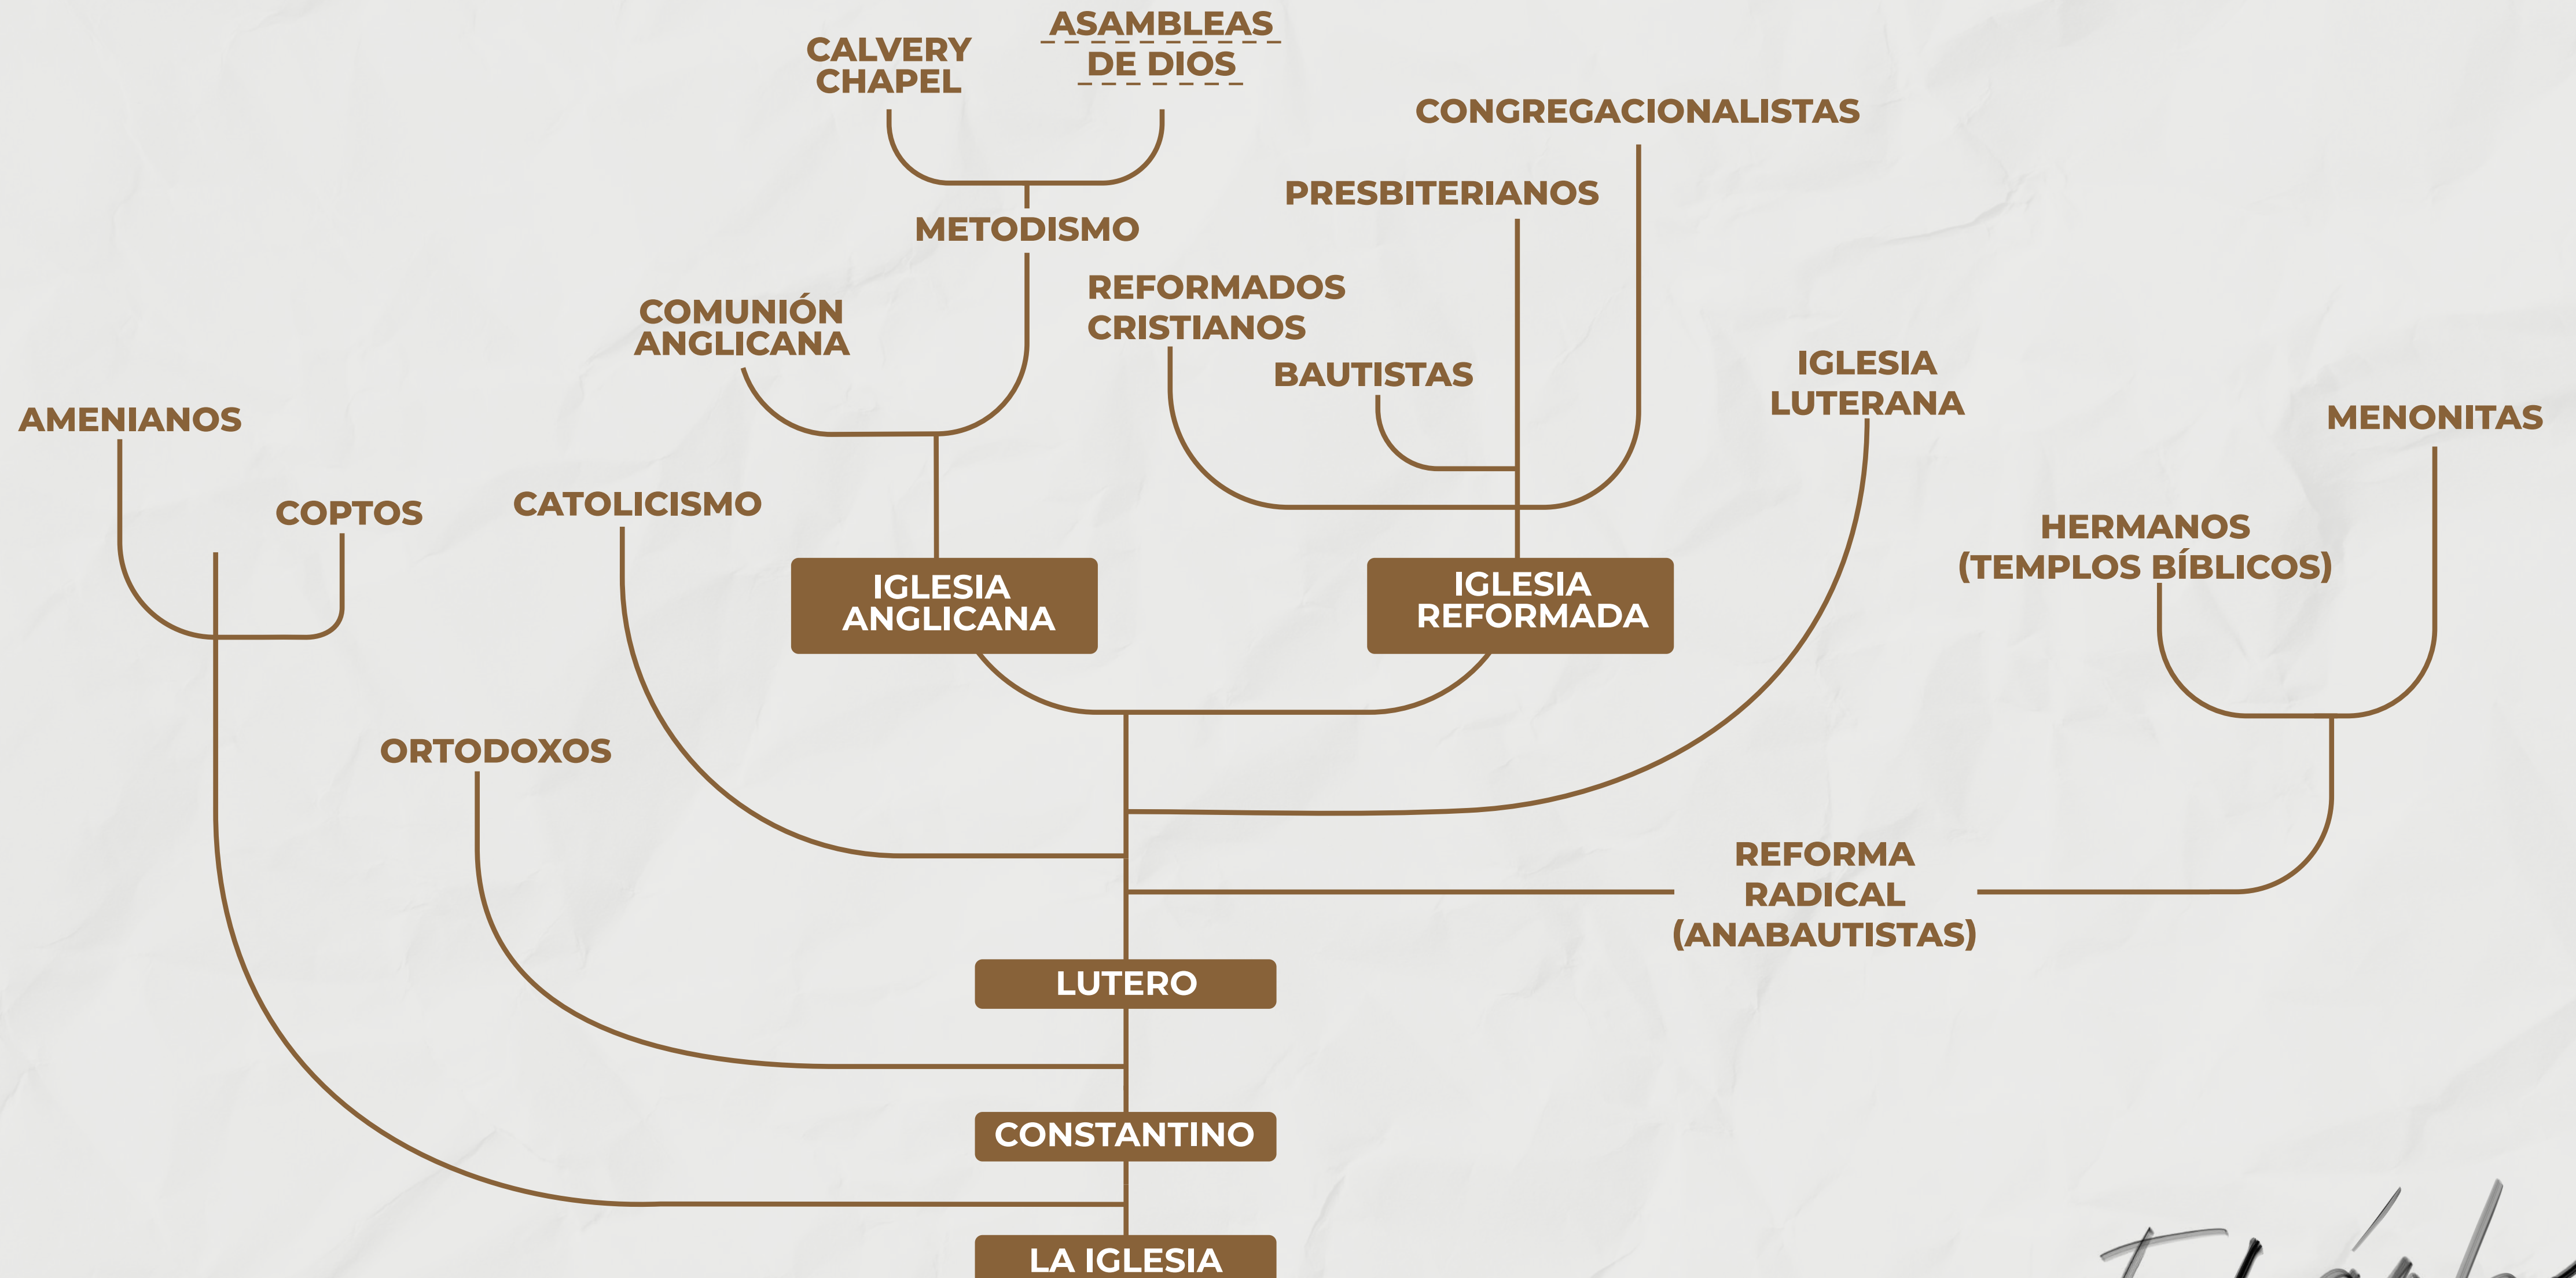 ASAMBLEAS
DE DIOS
CALVERY
CHAPEL
CONGREGACIONALISTAS
PRESBITERIANOS
METODISMO
REFORMADOS
CRISTIANOS
COMUNIÓN
ANGLICANA
BAUTISTAS
IGLESIA
LUTERANA
AMENIANOS
MENONITAS
COPTOS
CATOLICISMO
HERMANOS
(TEMPLOS BÍBLICOS)
IGLESIA
ANGLICANA
IGLESIA
REFORMADA
ORTODOXOS
REFORMA
RADICAL
(ANABAUTISTAS)
LUTERO
CONSTANTINO
LA IGLESIA